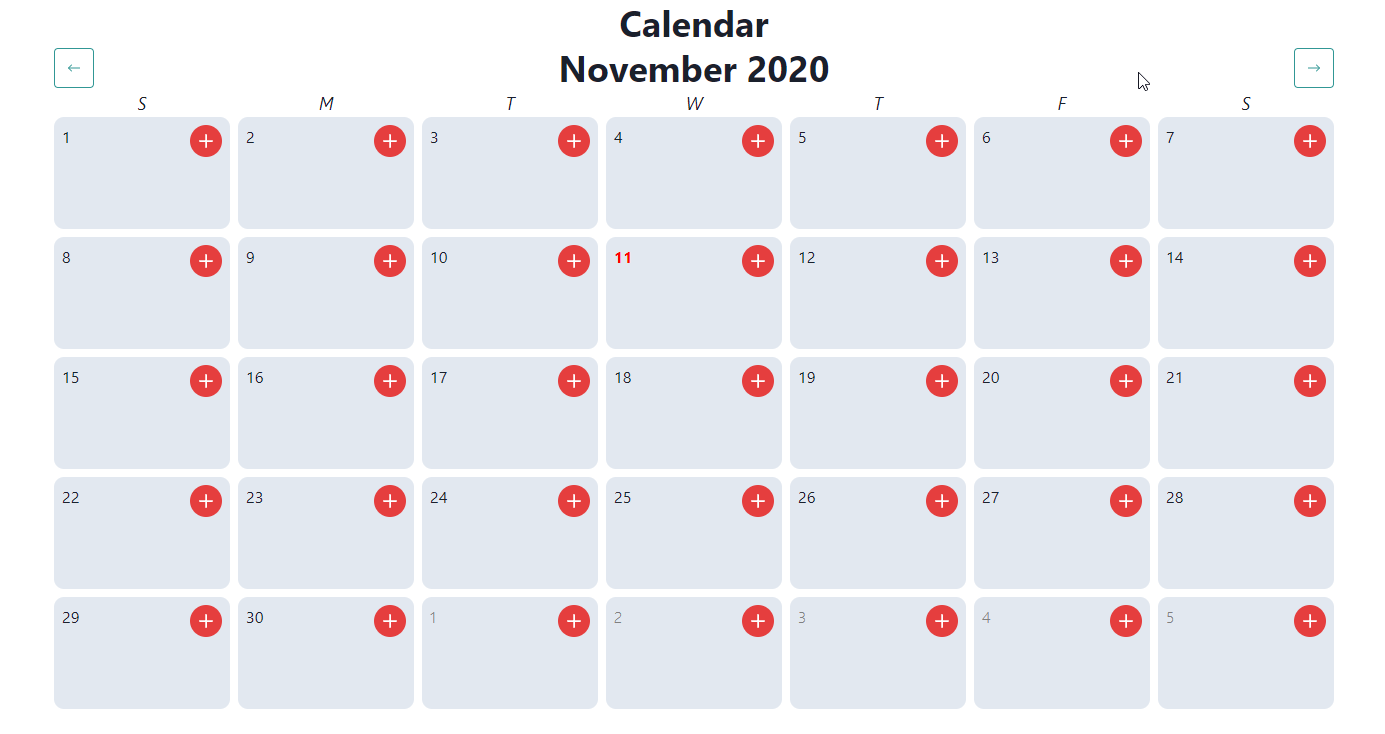 Calendar
← November 2020 →
S M T W T F S
1 + 2 + 3 + 4 + 5 + 6 + 7 +
8 + 9 + 10 + 11 + 12 + 13 + 14 +
15 + 16 + 17 + 18 + 19 + 20 + 21 +
22 + 23 + 24 + 25 + 26 + 27 + 28 +
29 + 30 + 1 + 2 + 3 + 4 + 5 +